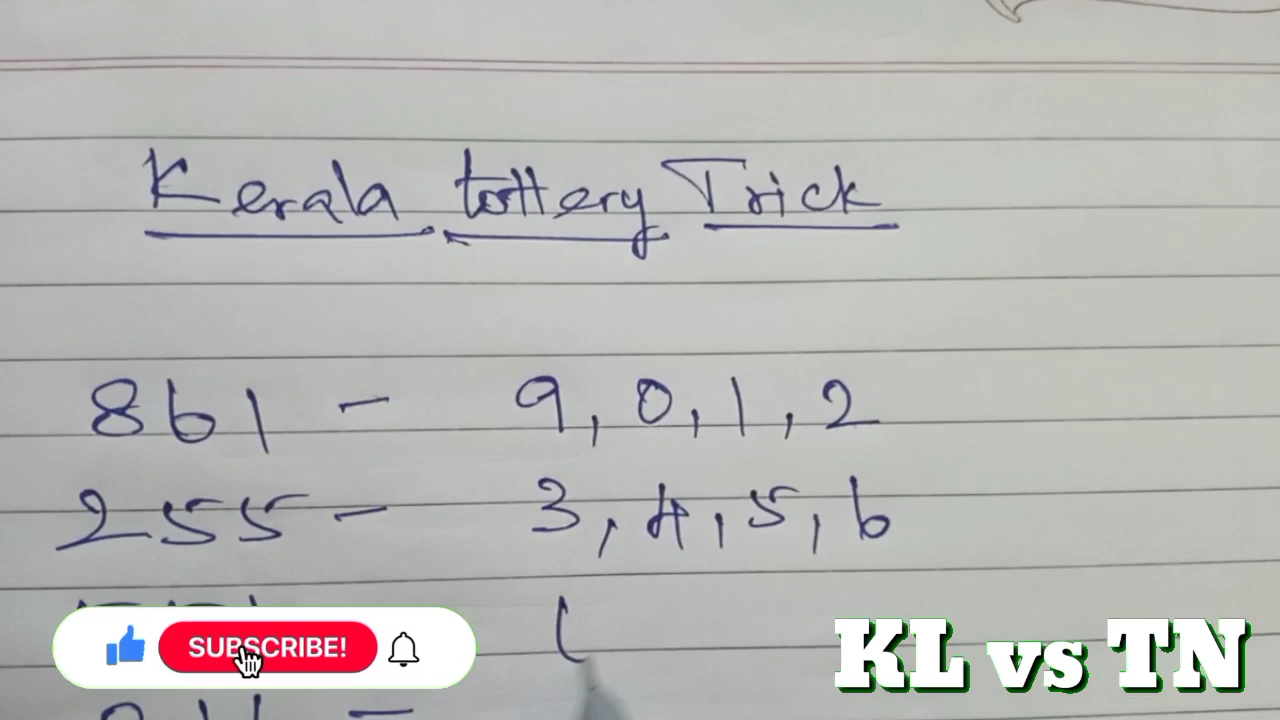 Kerala lottery Trick
861 - 9, 0, 1, 2
255 - 3, 4, 5, 6
SUBSCRIBE!
KL vs TN